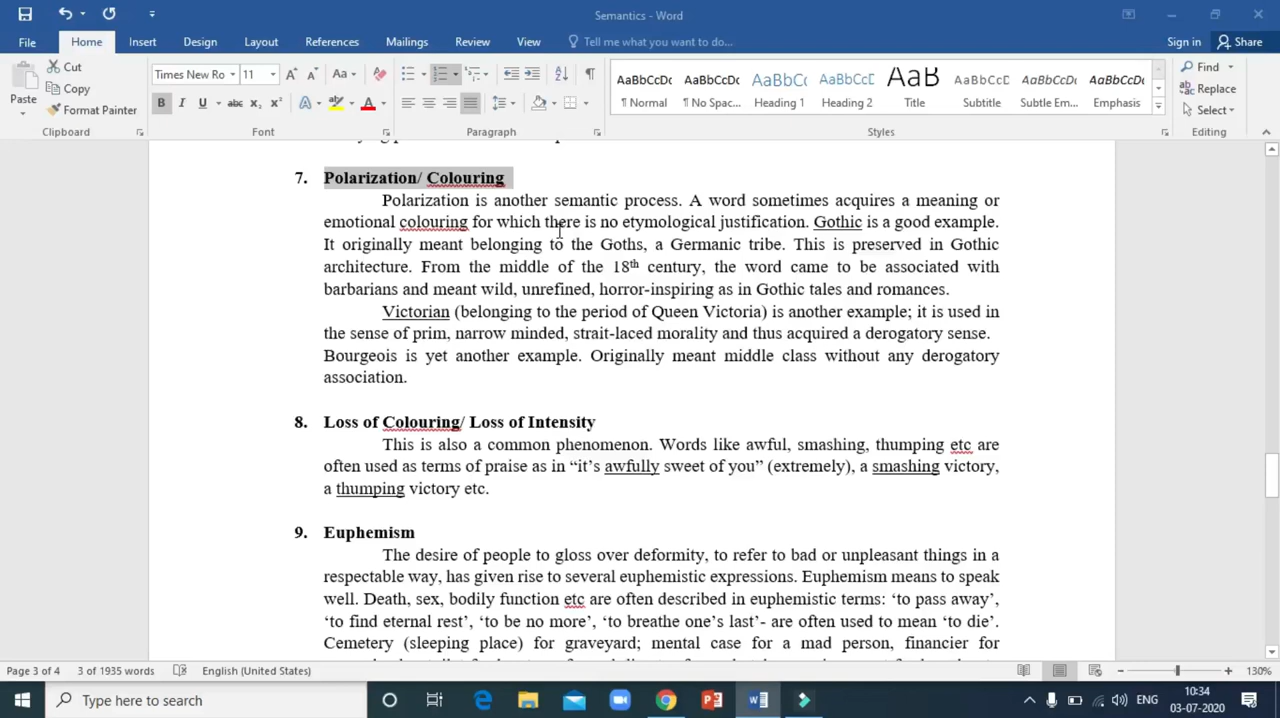 Semantics - Word
File Home Insert Design Layout References Mailings Review View Tell me what you want to do... Sign in Share
Paste Cut Copy Format Painter Clipboard
Times New Ro 11 Font
Paragraph
AaBbCcDc ¶ Normal AaBbCcDc ¶ No Spac... AaBbCc Heading 1 AaBbCcE Heading 2 AaB Title AaBbCcD Subtitle AaBbCcDc Subtle Em... AaBbCcDc Emphasis Styles
Find Replace Select Editing
7. Polarization/ Colouring
Polarization is another semantic process. A word sometimes acquires a meaning or
emotional colouring for which there is no etymological justification. Gothic is a good example.
It originally meant belonging to the Goths, a Germanic tribe. This is preserved in Gothic
architecture. From the middle of the 18th century, the word came to be associated with
barbarians and meant wild, unrefined, horror-inspiring as in Gothic tales and romances.
Victorian (belonging to the period of Queen Victoria) is another example; it is used in
the sense of prim, narrow minded, strait-laced morality and thus acquired a derogatory sense.
Bourgeois is yet another example. Originally meant middle class without any derogatory
association.
8. Loss of Colouring/ Loss of Intensity
This is also a common phenomenon. Words like awful, smashing, thumping etc are
often used as terms of praise as in “it’s awfully sweet of you” (extremely), a smashing victory,
a thumping victory etc.
9. Euphemism
The desire of people to gloss over deformity, to refer to bad or unpleasant things in a
respectable way, has given rise to several euphemistic expressions. Euphemism means to speak
well. Death, sex, bodily function etc are often described in euphemistic terms: ‘to pass away’,
‘to find eternal rest’, ‘to be no more’, ‘to breathe one’s last’- are often used to mean ‘to die’.
Cemetery (sleeping place) for graveyard; mental case for a mad person, financier for
Page 3 of 4 3 of 1935 words English (United States) 130%
Type here to search ENG 10:34
03-07-2020